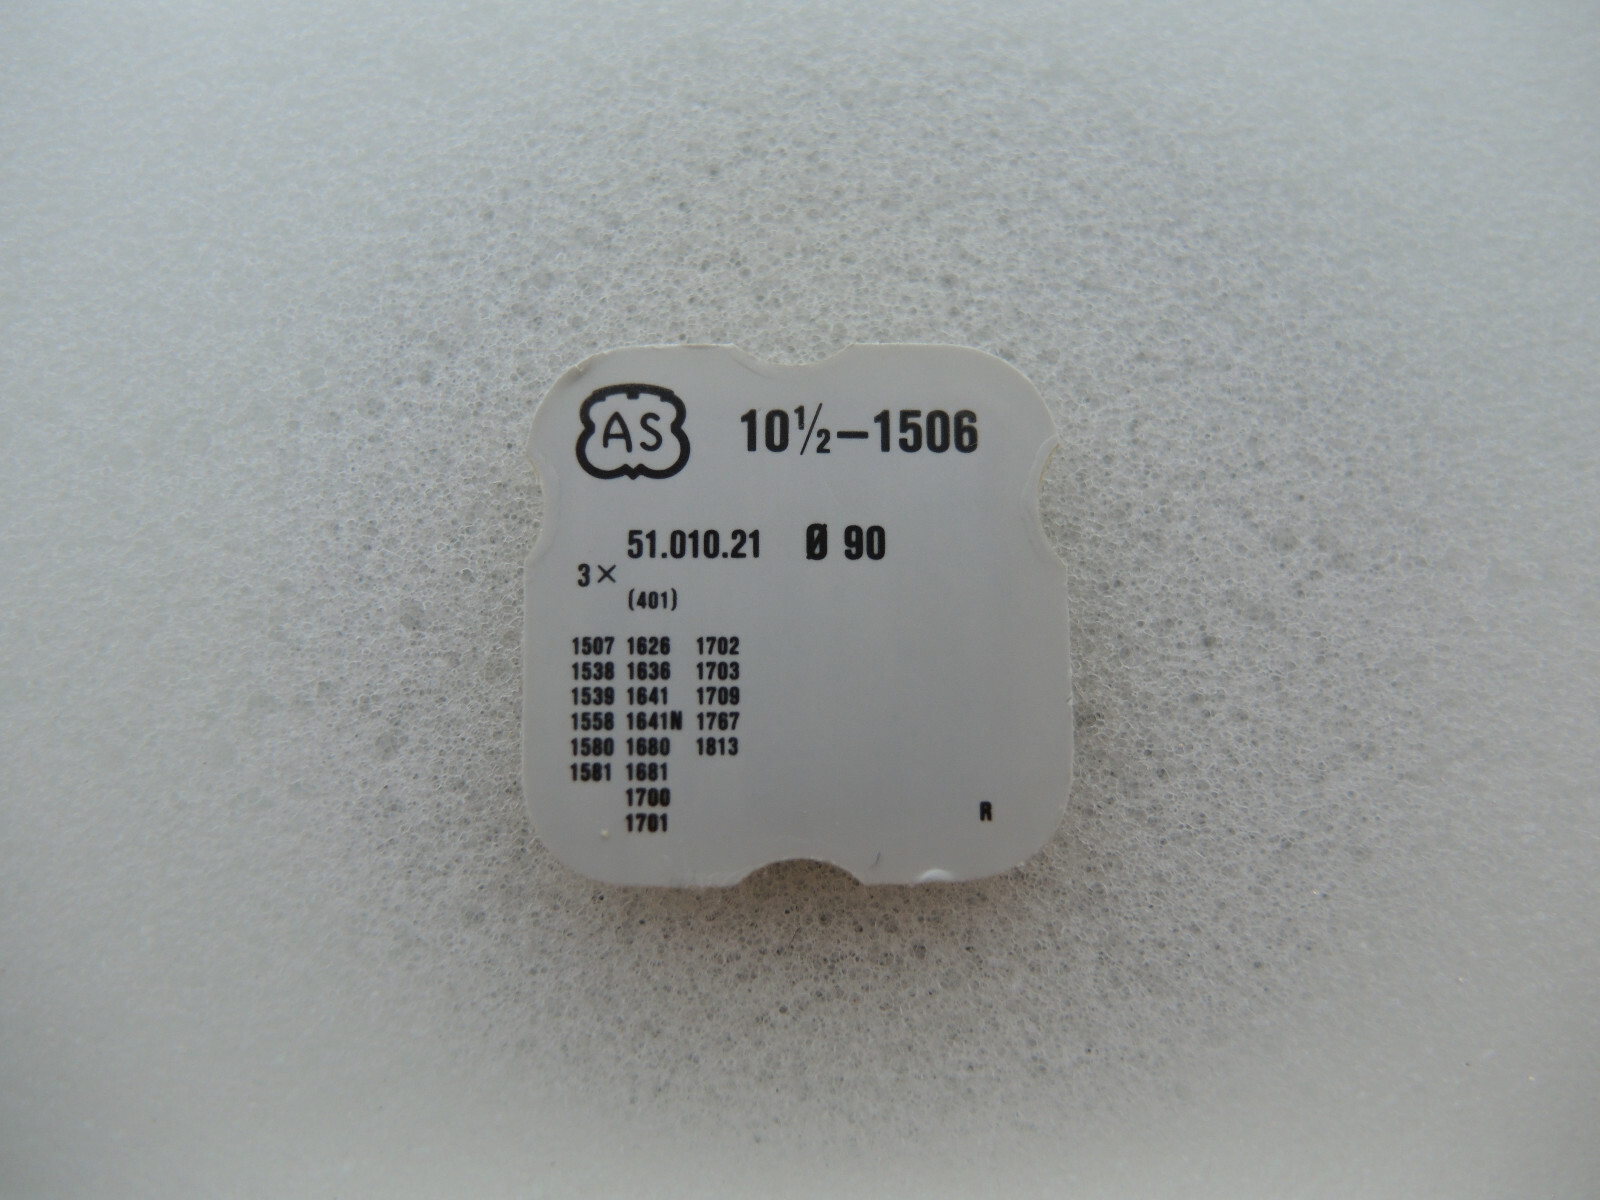 AS 10½–1506
51.010.21 Ø 90
3×
(401)
1507 1626 1702
1538 1636 1703
1539 1641 1709
1558 1641N 1767
1580 1680 1813
1581 1681
1700
1701
R